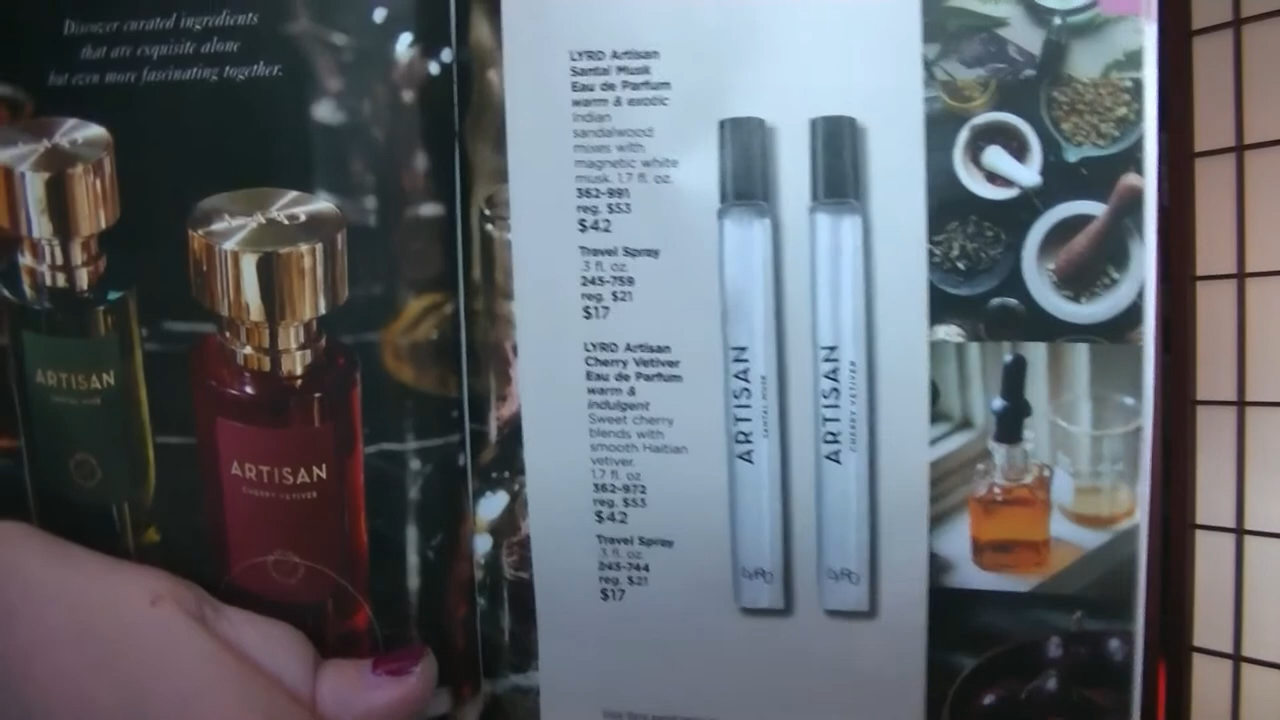 Discover curated ingredients
that are exquisite alone
but even more fascinating together.
ARTISAN
SANTAL MUSK
LYRD
ARTISAN
CHERRY VETIVER
LYRD Artisan
Santal Musk
Eau de Parfum
warm & exotic
Indian
sandalwood
mixes with
magnetic white
musk. 1.7 fl. oz.
362-991
reg. $53
$42
Travel Spray
.3 fl. oz.
245-759
reg. $21
$17
LYRD Artisan
Cherry Vetiver
Eau de Parfum
warm &
indulgent
Sweet cherry
blends with
smooth Haitian
vetiver.
1.7 fl. oz.
362-972
reg. $53
$42
Travel Spray
.3 fl. oz.
245-744
reg. $21
$17
ARTISAN
SANTAL MUSK
LYRD
ARTISAN
CHERRY VETIVER
LYRD